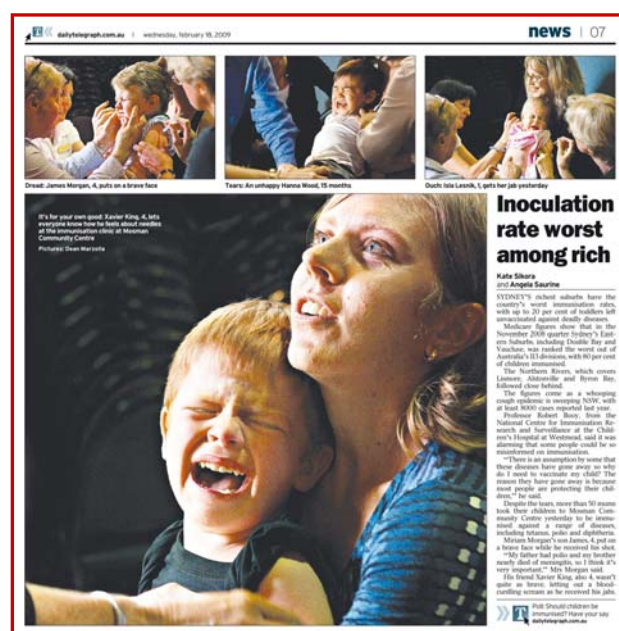 dailytelegraph.com.au | wednesday, february 18, 2009
news | 07
Dread: James Morgan, 4, puts on a brave face
Tears: An unhappy Hanna Wood, 15 months
Ouch: Isla Lesnik, 1, gets her jab yesterday
It's for your own good: Xavier King, 4, lets
everyone know how he feels about needles
at the immunisation clinic at Mosman
Community Centre
Pictures: Dean Marzolla
Inoculation
rate worst
among rich
Kate Sikora
and Angela Saurine
SYDNEY'S richest suburbs have the
country's worst immunisation rates,
with up to 20 per cent of toddlers left
unvaccinated against deadly diseases.
Medicare figures show that in the
November 2008 quarter Sydney's East-
ern Suburbs, including Double Bay and
Vaucluse, was ranked the worst out of
Australia's 113 divisions, with 80 per cent
of children immunised.
The Northern Rivers, which covers
Lismore, Alstonville and Byron Bay,
followed close behind.
The figures come as a whooping
cough epidemic is sweeping NSW, with
at least 8000 cases reported last year.
Professor Robert Booy, from the
National Centre for Immunisation Re-
search and Surveillance at the Chil-
dren's Hospital at Westmead, said it was
alarming that some people could be so
misinformed on immunisation.
"There is an assumption by some that
these diseases have gone away so why
do I need to vaccinate my child? The
reason they have gone away is because
most people are protecting their chil-
dren," he said.
Despite the tears, more than 50 mums
took their children to Mosman Com-
munity Centre yesterday to be immu-
nised against a range of diseases,
including tetanus, polio and diphtheria.
Miriam Morgan's son James, 4, put on
a brave face while he received his shot.
"My father had polio and my brother
nearly died of meningitis, so I think it's
very important," Mrs Morgan said.
His friend Xavier King, also 4, wasn't
quite as brave, letting out a blood-
curdling scream as he received his jabs.
Poll: Should children be
immunised? Have your say
dailytelegraph.com.au